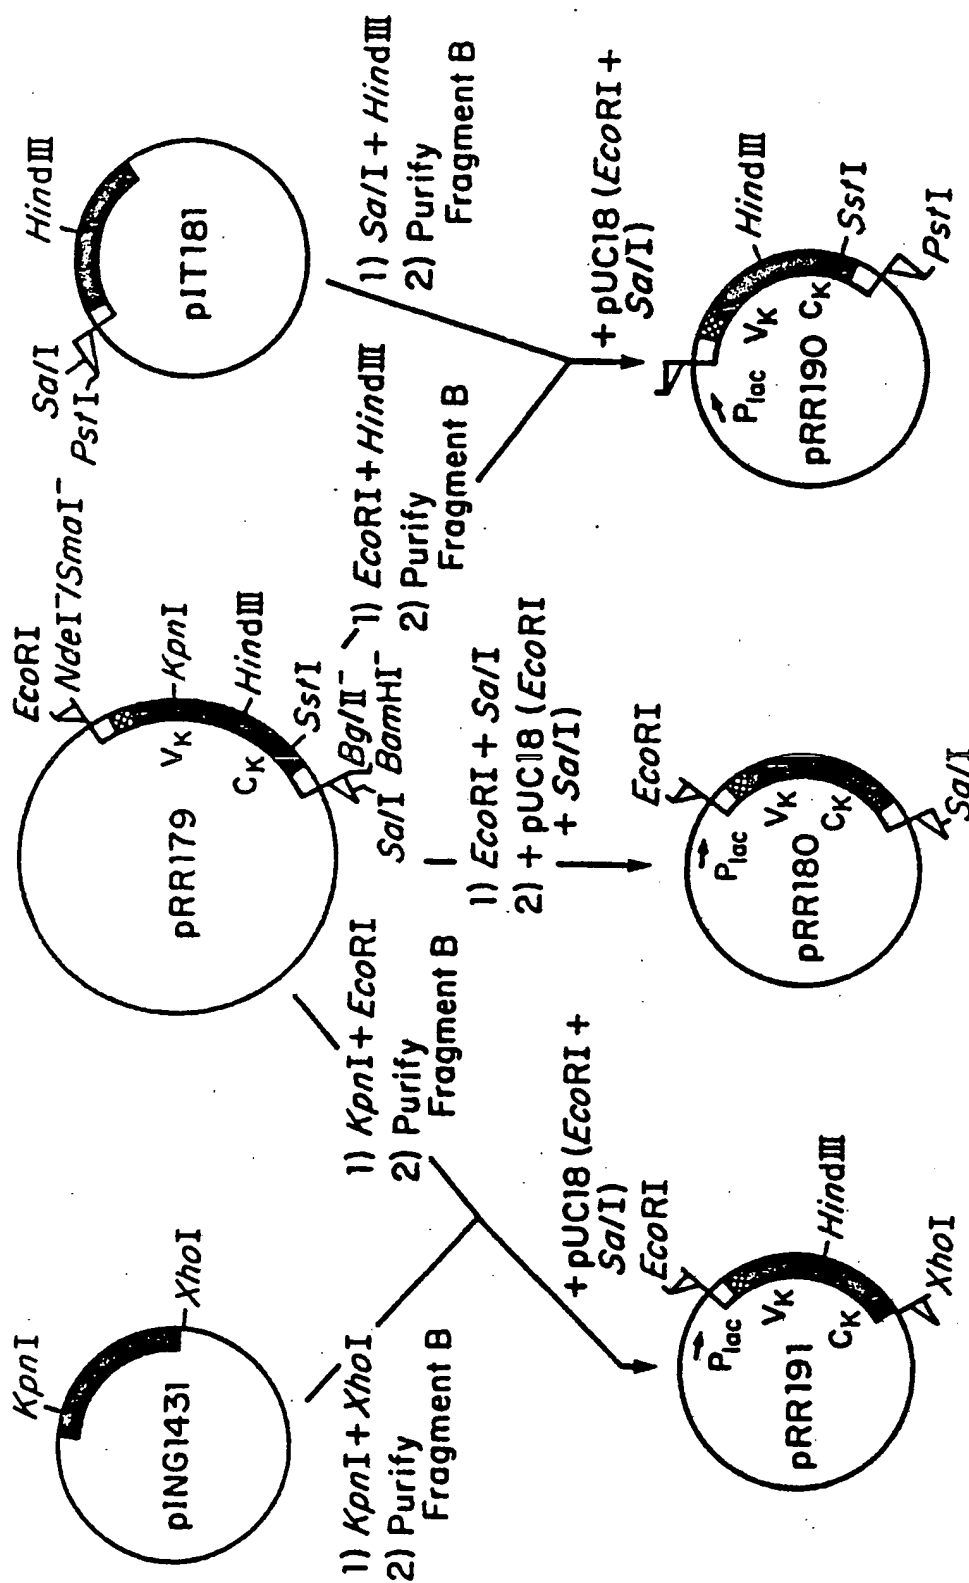 KpnI
XhoI
pING1431
1) KpnI + XhoI
2) Purify
Fragment B
EcoRI
NdeI⁻/SmaI⁻
KpnI
HindIII
SstI
BglII⁻
BamHI⁻
SalI
VK
CK
pRR179
SalI
PstI
HindIII
pIT181
1) KpnI + EcoRI
2) Purify
Fragment B
1) EcoRI + SalI
2) + pUC18 (EcoRI
+ SalI)
1) EcoRI + HindIII
2) Purify
Fragment B
1) SalI + HindIII
2) Purify
Fragment B
+ pUC18 (EcoRI +
SalI)
EcoRI
Plac
VK
CK
HindIII
XhoI
pRR191
EcoRI
Plac
VK
CK
SalI
pRR180
+ pUC18 (EcoRI +
SalI)
Plac
VK
CK
HindIII
SstI
PstI
pRR190